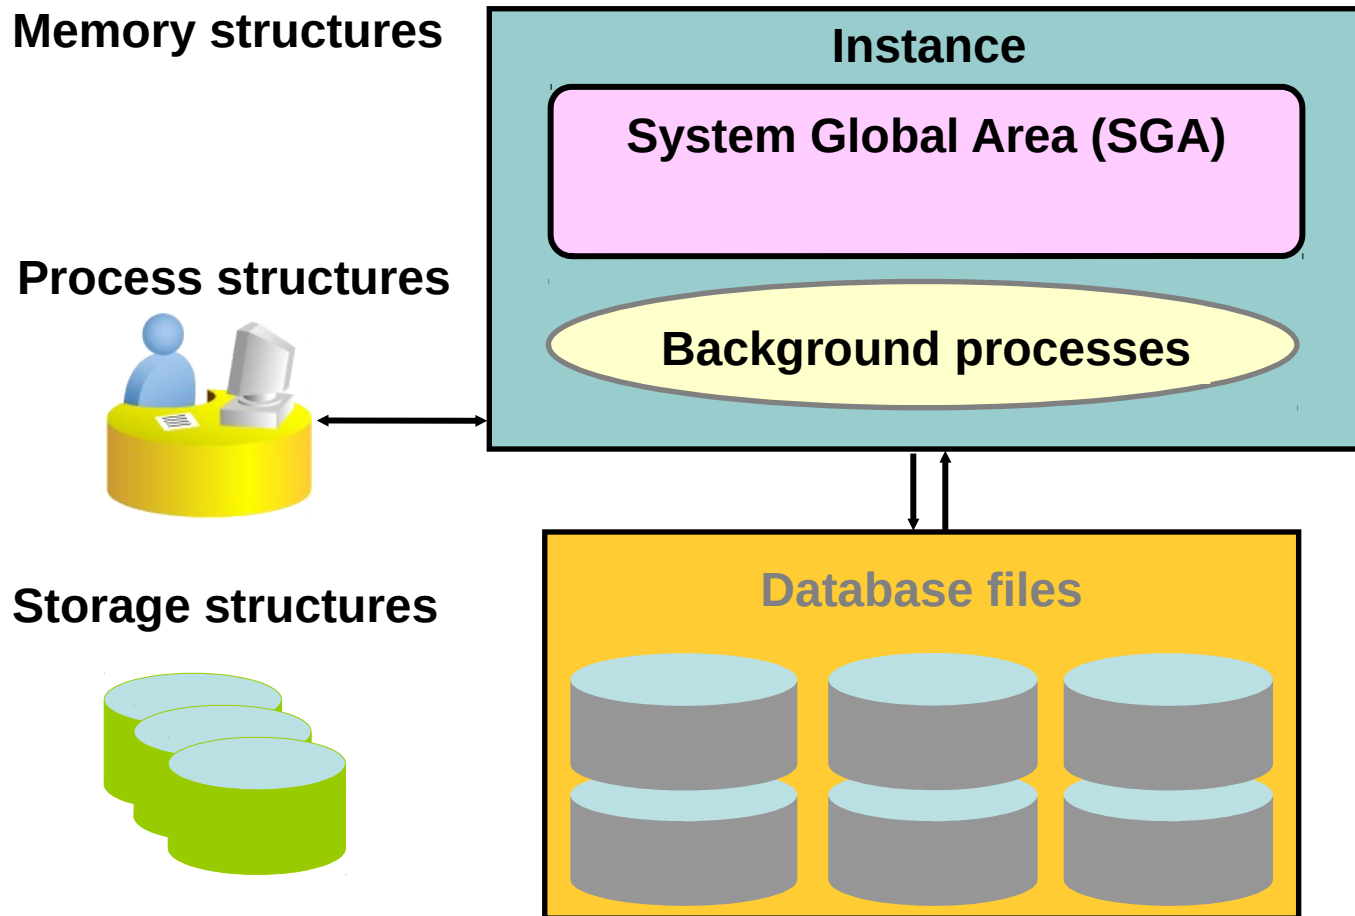 Memory structures
Instance
System Global Area (SGA)
Process structures
Background processes
Database files
Storage structures